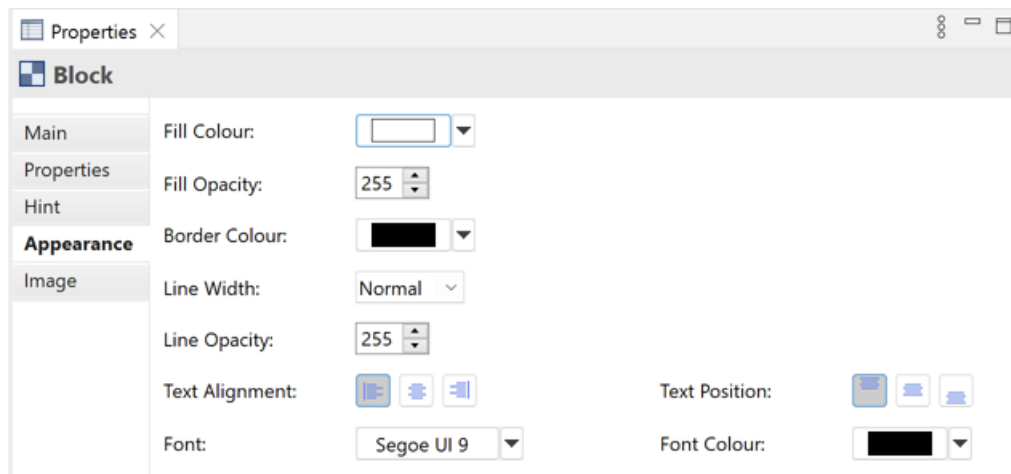 Properties
Block
Main
Properties
Hint
Appearance
Image
Fill Colour:
Fill Opacity: 255
Border Colour:
Line Width: Normal
Line Opacity: 255
Text Alignment: Text Position:
Font: Segoe UI 9 Font Colour: